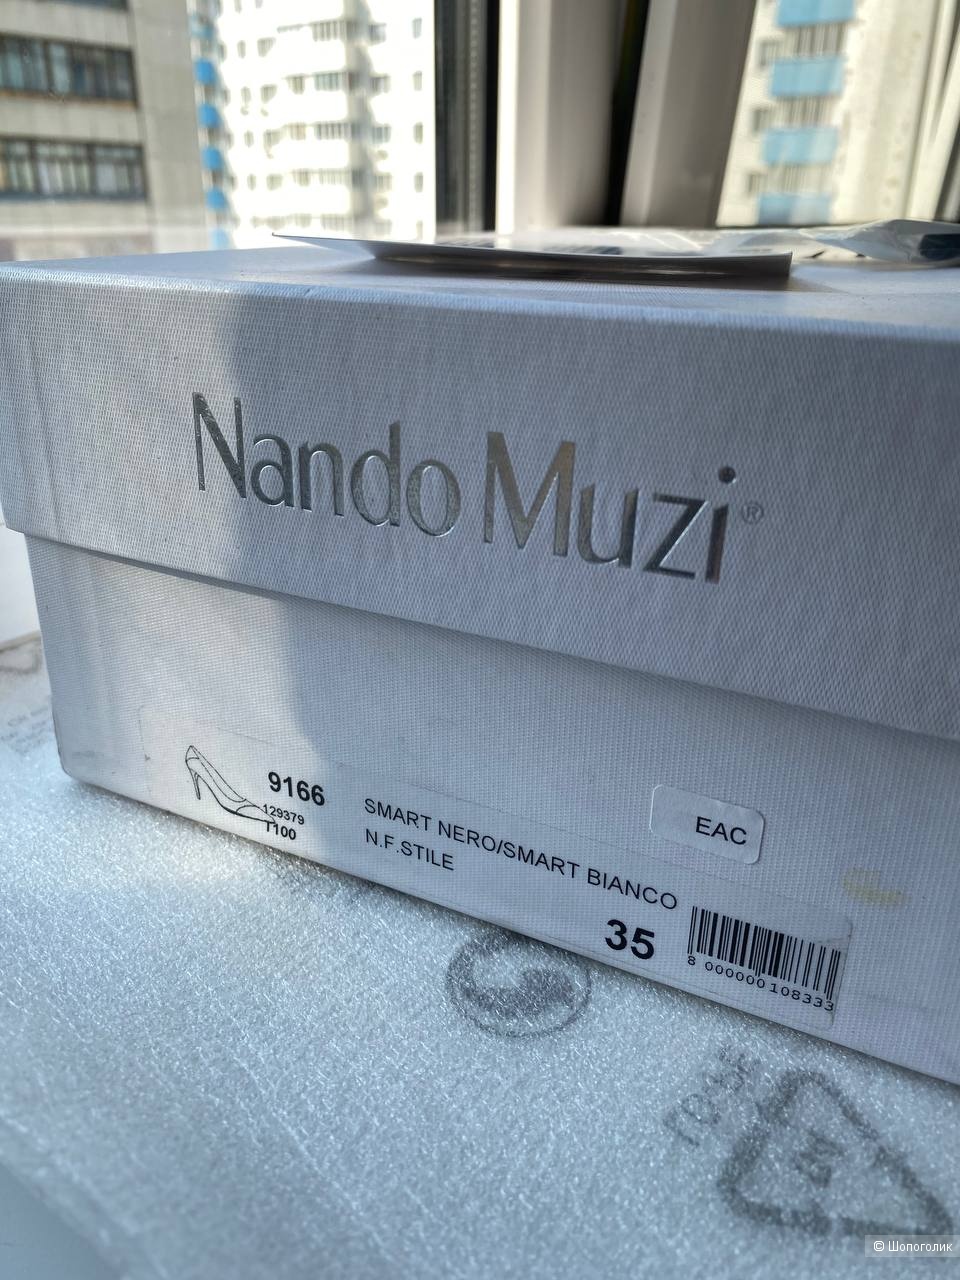 Nando Muzi®
9166
129379
T100
SMART NERO/SMART BIANCO
N.F.STILE
EAC
35
8 000000 108333
© Шопоголик